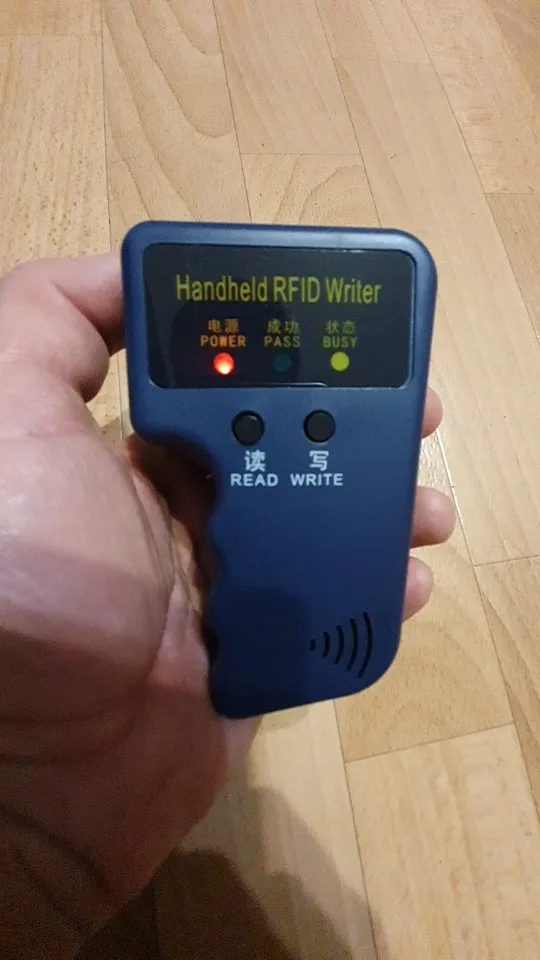 Handheld RFID Writer
电源 成功 状态
POWER PASS BUSY
读 写
READ WRITE